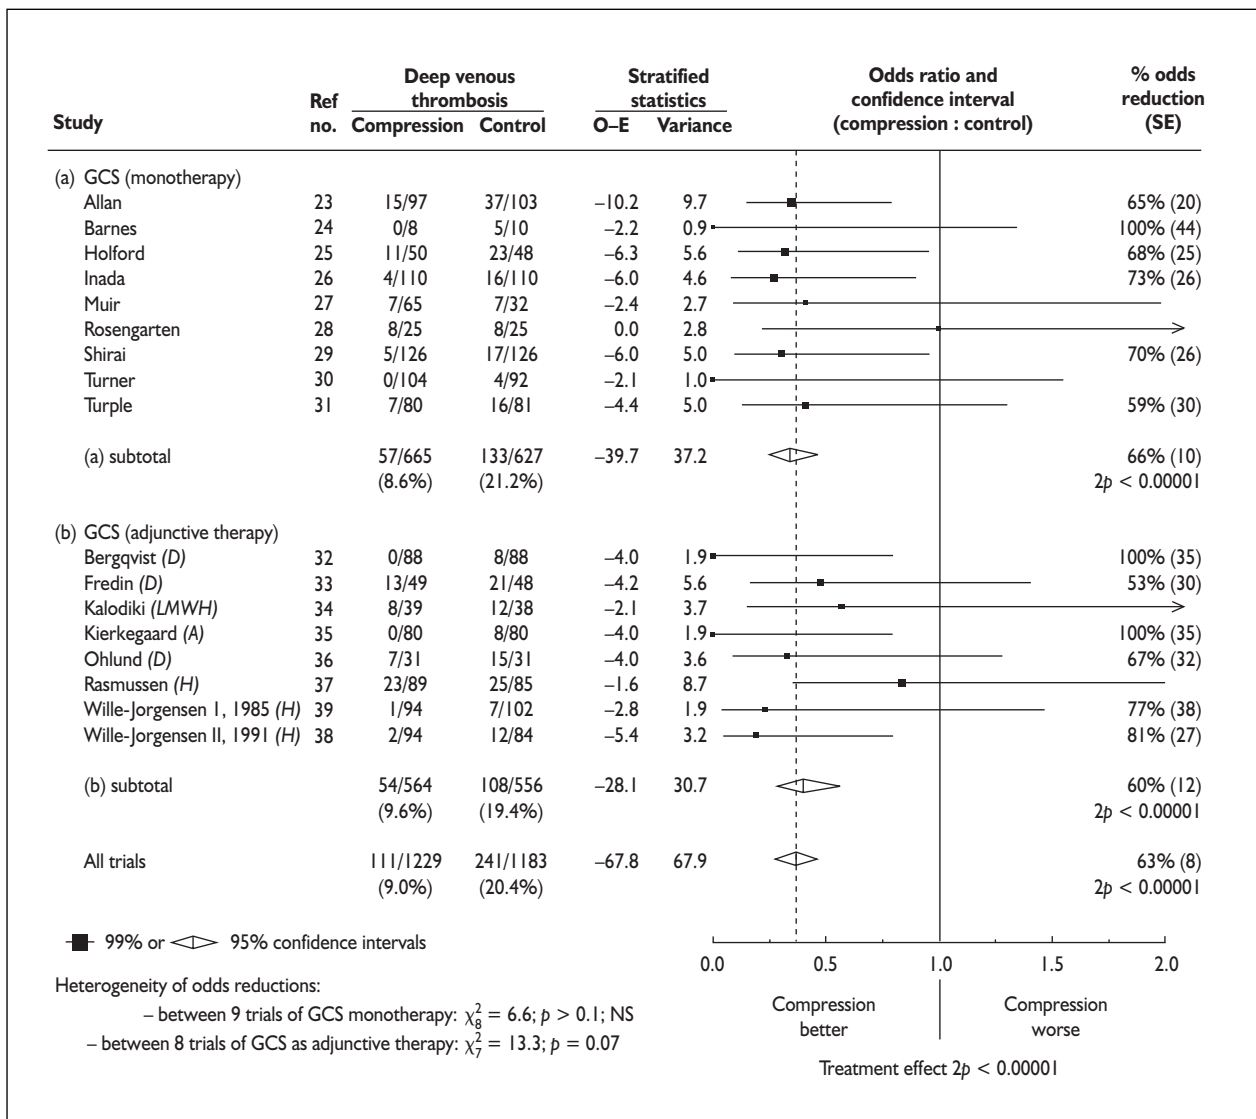 Study
Ref no.
Deep venous thrombosis
Compression Control
Stratified statistics
O–E Variance
Odds ratio and confidence interval (compression : control)
% odds reduction (SE)
(a) GCS (monotherapy)
Allan 23 15/97 37/103 –10.2 9.7 65% (20)
Barnes 24 0/8 5/10 –2.2 0.9 100% (44)
Holford 25 11/50 23/48 –6.3 5.6 68% (25)
Inada 26 4/110 16/110 –6.0 4.6 73% (26)
Muir 27 7/65 7/32 –2.4 2.7
Rosengarten 28 8/25 8/25 0.0 2.8
Shirai 29 5/126 17/126 –6.0 5.0 70% (26)
Turner 30 0/104 4/92 –2.1 1.0
Turple 31 7/80 16/81 –4.4 5.0 59% (30)
(a) subtotal 57/665 133/627 –39.7 37.2 66% (10)
(8.6%) (21.2%) 2p < 0.00001
(b) GCS (adjunctive therapy)
Bergqvist (D) 32 0/88 8/88 –4.0 1.9 100% (35)
Fredin (D) 33 13/49 21/48 –4.2 5.6 53% (30)
Kalodiki (LMWH) 34 8/39 12/38 –2.1 3.7
Kierkegaard (A) 35 0/80 8/80 –4.0 1.9 100% (35)
Ohlund (D) 36 7/31 15/31 –4.0 3.6 67% (32)
Rasmussen (H) 37 23/89 25/85 –1.6 8.7
Wille-Jorgensen I, 1985 (H) 39 1/94 7/102 –2.8 1.9 77% (38)
Wille-Jorgensen II, 1991 (H) 38 2/94 12/84 –5.4 3.2 81% (27)
(b) subtotal 54/564 108/556 –28.1 30.7 60% (12)
(9.6%) (19.4%) 2p < 0.00001
All trials 111/1229 241/1183 –67.8 67.9 63% (8)
(9.0%) (20.4%) 2p < 0.00001
99% or 95% confidence intervals
0.0 0.5 1.0 1.5 2.0
Compression better
Compression worse
Treatment effect 2p < 0.00001
Heterogeneity of odds reductions:
– between 9 trials of GCS monotherapy: χ²₈ = 6.6; p > 0.1; NS
– between 8 trials of GCS as adjunctive therapy: χ²₇ = 13.3; p = 0.07